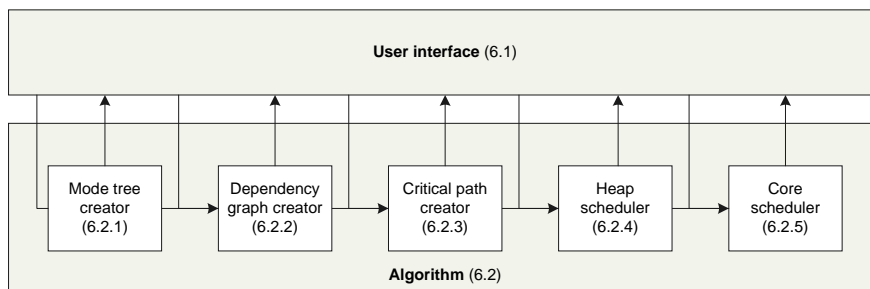 User interface (6.1)
Mode tree
creator
(6.2.1)
Dependency
graph creator
(6.2.2)
Critical path
creator
(6.2.3)
Heap
scheduler
(6.2.4)
Core
scheduler
(6.2.5)
Algorithm (6.2)